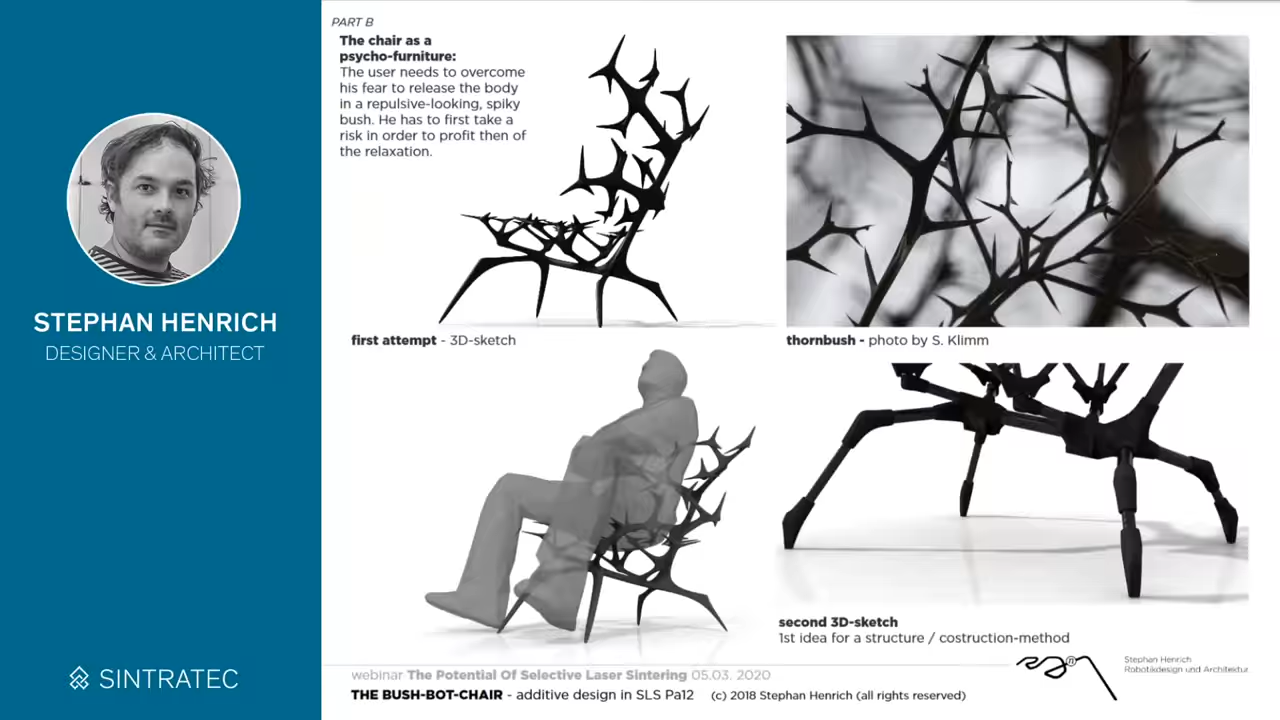 STEPHAN HENRICH
DESIGNER & ARCHITECT
SINTRATEC
PART B
The chair as a
psycho-furniture:
The user needs to overcome
his fear to release the body
in a repulsive-looking, spiky
bush. He has to first take a
risk in order to profit then of
the relaxation.
first attempt - 3D-sketch
thornbush - photo by S. Klimm
second 3D-sketch
1st idea for a structure / costruction-method
webinar The Potential Of Selective Laser Sintering 05.03. 2020
THE BUSH-BOT-CHAIR - additive design in SLS Pa12 (c) 2018 Stephan Henrich (all rights reserved)
®
Stephan Henrich
Robotikdesign und Architektur